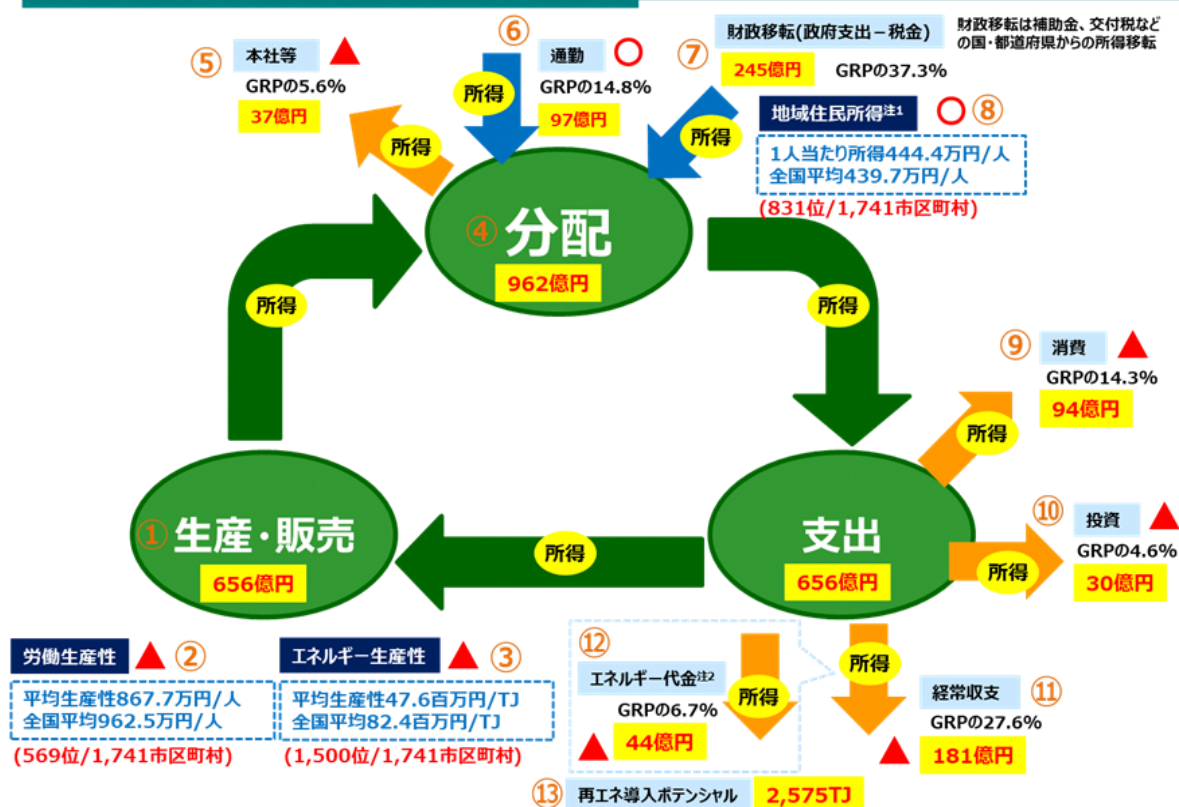 ⑤
本社等
▲
GRPの5.6%
37億円
所得
⑥
通勤
○
GRPの14.8%
97億円
所得
⑦
財政移転(政府支出－税金)
245億円 GRPの37.3%
財政移転は補助金、交付税など
の国・都道府県からの所得移転
所得
地域住民所得注1
○
⑧
1人当たり所得444.4万円/人
全国平均439.7万円/人
(831位/1,741市区町村)
④
分配
962億円
所得
所得
⑨
消費
▲
GRPの14.3%
94億円
所得
①
生産・販売
656億円
所得
支出
656億円
⑩
投資
▲
GRPの4.6%
30億円
所得
労働生産性
▲
②
平均生産性867.7万円/人
全国平均962.5万円/人
(569位/1,741市区町村)
エネルギー生産性
▲
③
平均生産性47.6百万円/TJ
全国平均82.4百万円/TJ
(1,500位/1,741市区町村)
⑫
エネルギー代金注2
GRPの6.7%
▲
44億円
所得
所得
経常収支
⑪
GRPの27.6%
▲
181億円
⑬
再エネ導入ポテンシャル
2,575TJ